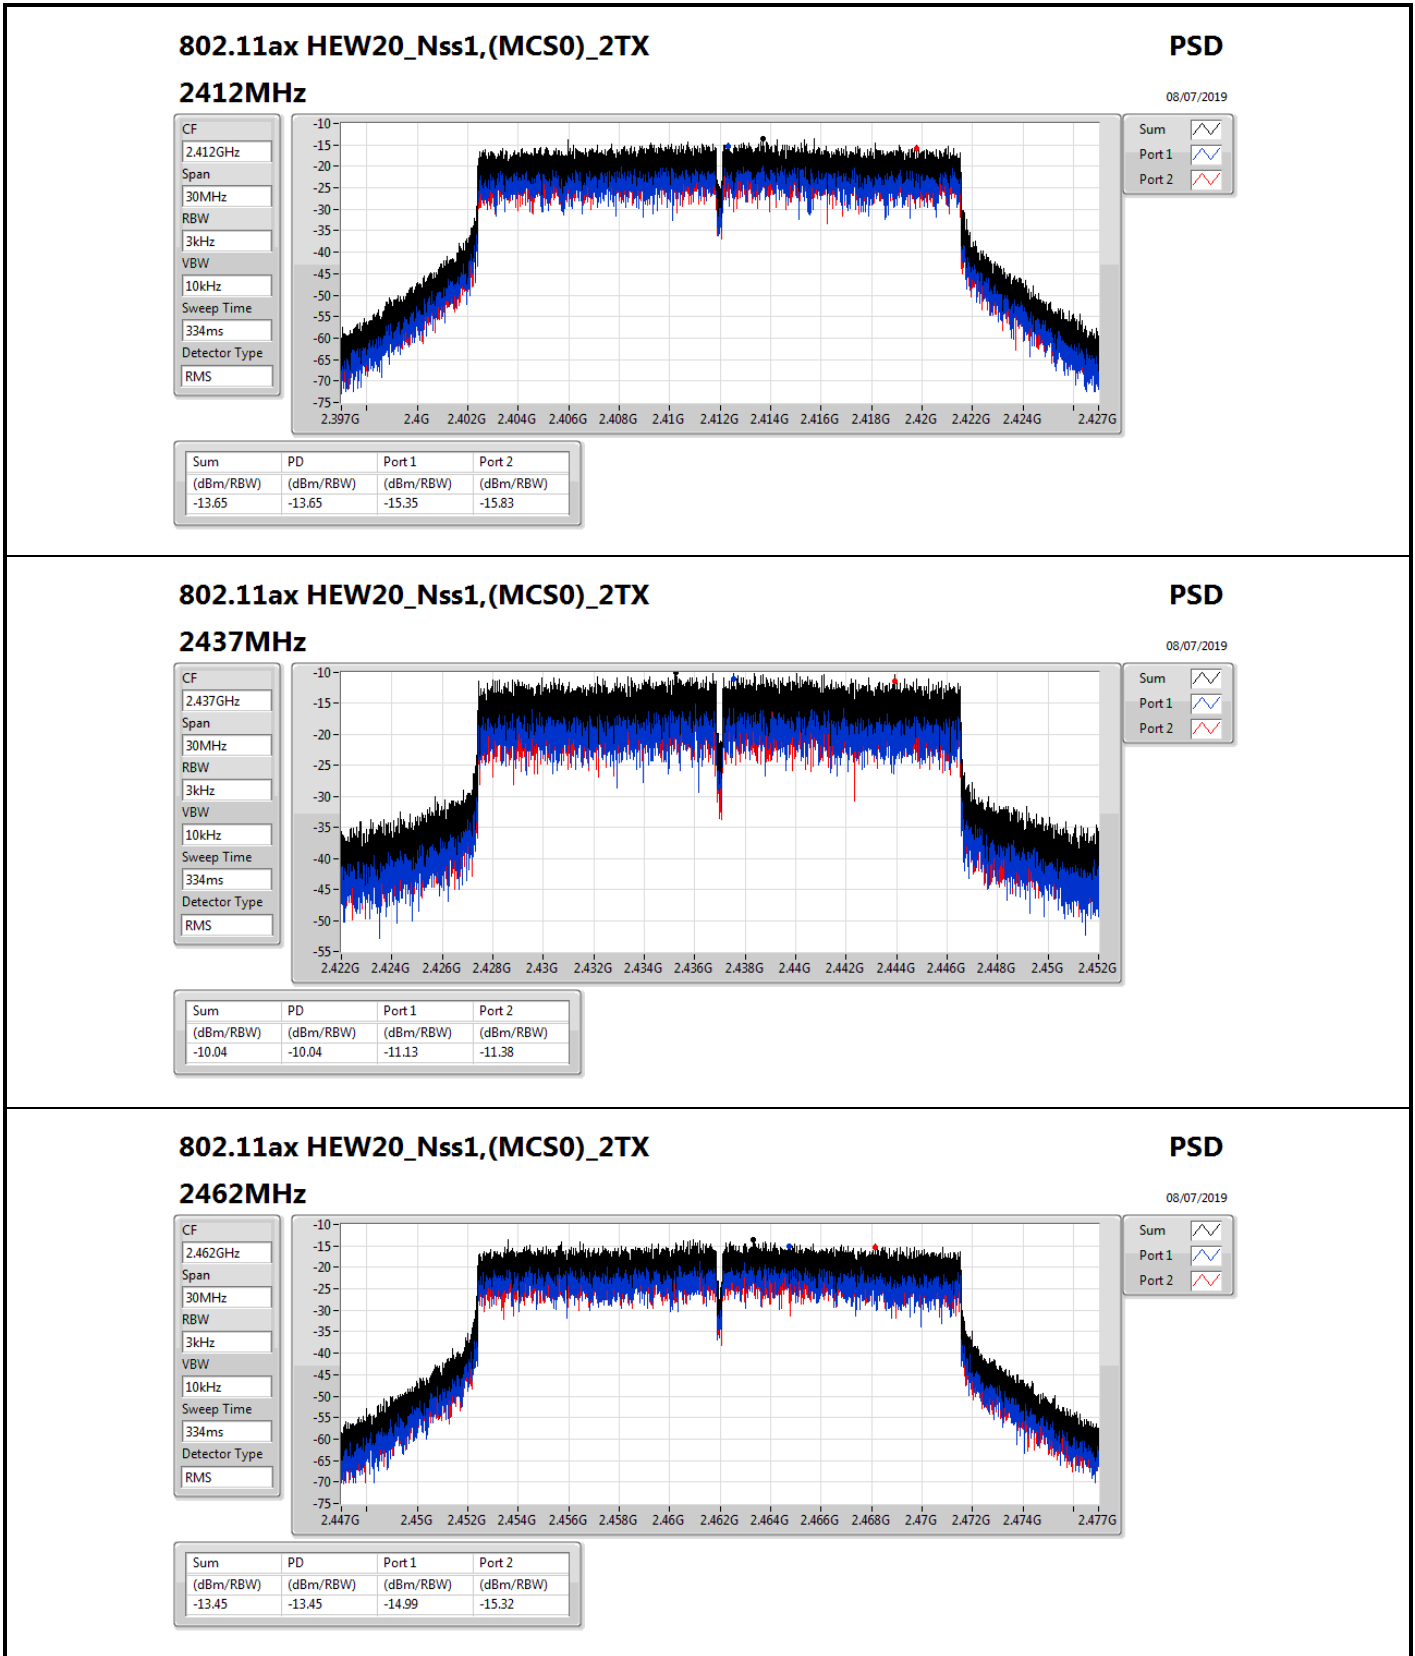 802.11ax HEW20_Nss1,(MCS0)_2TX PSD
2412MHz 08/07/2019
CF
2.412GHz
Span
30MHz
RBW
3kHz
VBW
10kHz
Sweep Time
334ms
Detector Type
RMS
-10
-15
-20
-25
-30
-35
-40
-45
-50
-55
-60
-65
-70
-75
2.397G 2.4G 2.402G 2.404G 2.406G 2.408G 2.41G 2.412G 2.414G 2.416G 2.418G 2.42G 2.422G 2.424G 2.427G
Sum
Port 1
Port 2
Sum PD Port 1 Port 2
(dBm/RBW) (dBm/RBW) (dBm/RBW) (dBm/RBW)
-13.65 -13.65 -15.35 -15.83
802.11ax HEW20_Nss1,(MCS0)_2TX PSD
2437MHz 08/07/2019
CF
2.437GHz
Span
30MHz
RBW
3kHz
VBW
10kHz
Sweep Time
334ms
Detector Type
RMS
-10
-15
-20
-25
-30
-35
-40
-45
-50
-55
2.422G 2.424G 2.426G 2.428G 2.43G 2.432G 2.434G 2.436G 2.438G 2.44G 2.442G 2.444G 2.446G 2.448G 2.45G 2.452G
Sum
Port 1
Port 2
Sum PD Port 1 Port 2
(dBm/RBW) (dBm/RBW) (dBm/RBW) (dBm/RBW)
-10.04 -10.04 -11.13 -11.38
802.11ax HEW20_Nss1,(MCS0)_2TX PSD
2462MHz 08/07/2019
CF
2.462GHz
Span
30MHz
RBW
3kHz
VBW
10kHz
Sweep Time
334ms
Detector Type
RMS
-10
-15
-20
-25
-30
-35
-40
-45
-50
-55
-60
-65
-70
-75
2.447G 2.45G 2.452G 2.454G 2.456G 2.458G 2.46G 2.462G 2.464G 2.466G 2.468G 2.47G 2.472G 2.474G 2.477G
Sum
Port 1
Port 2
Sum PD Port 1 Port 2
(dBm/RBW) (dBm/RBW) (dBm/RBW) (dBm/RBW)
-13.45 -13.45 -14.99 -15.32